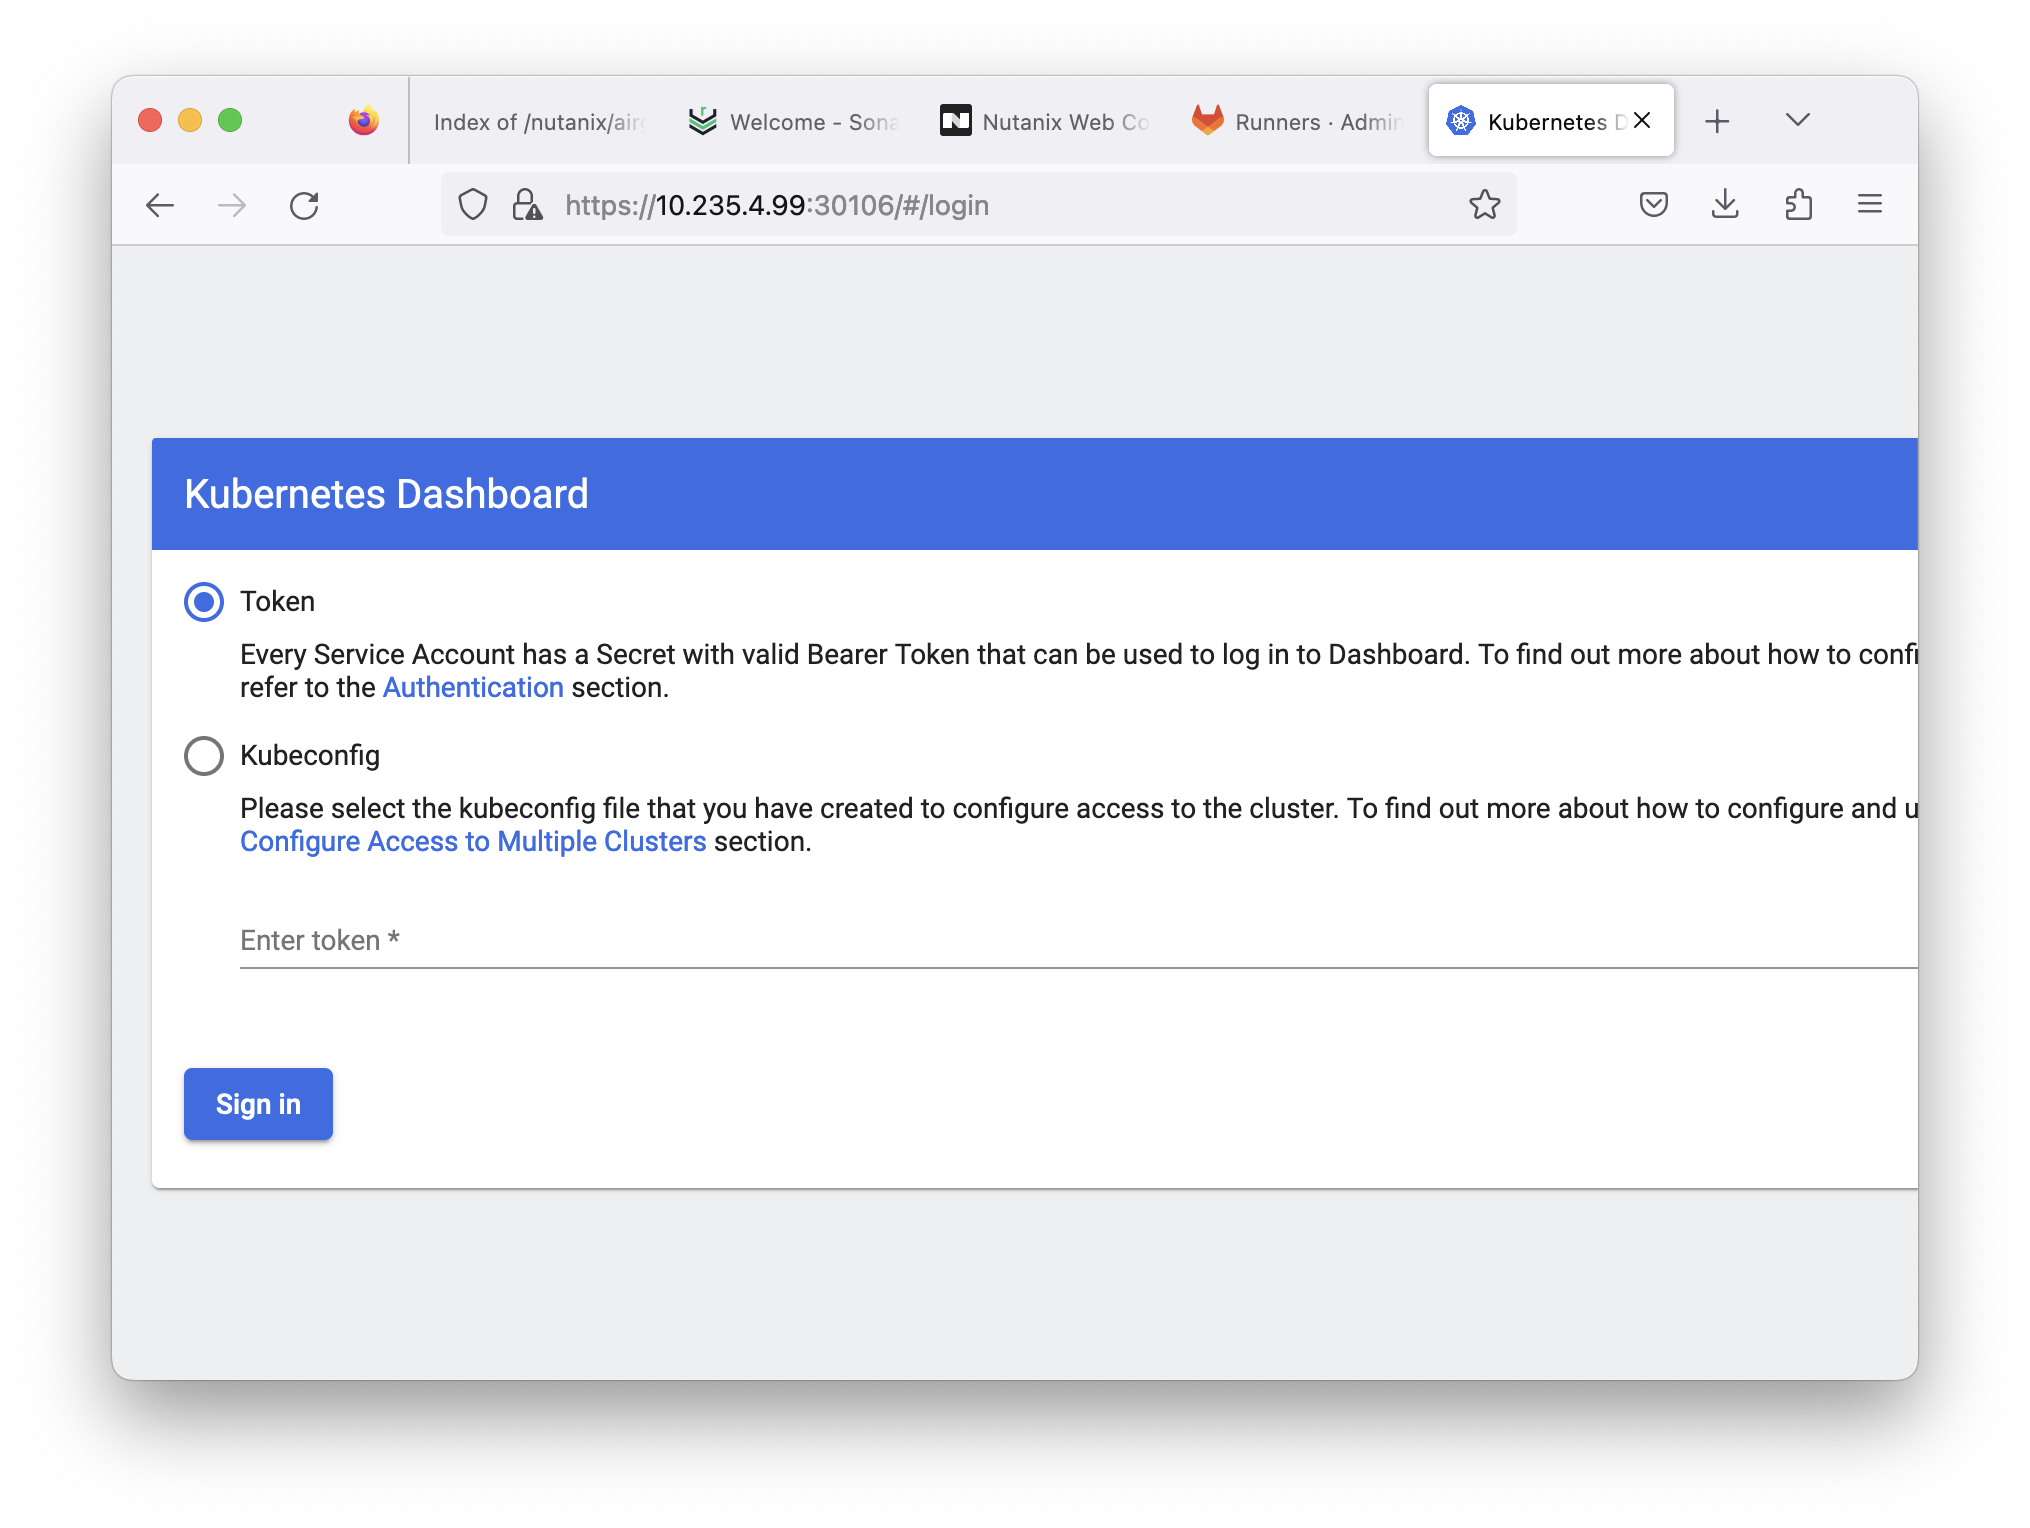 Index of /nutanix/air
Welcome - Sona
Nutanix Web Co
Runners · Admin
Kubernetes D
https://10.235.4.99:30106/#/login
Kubernetes Dashboard
Token
Every Service Account has a Secret with valid Bearer Token that can be used to log in to Dashboard. To find out more about how to confi
refer to the Authentication section.
Kubeconfig
Please select the kubeconfig file that you have created to configure access to the cluster. To find out more about how to configure and u
Configure Access to Multiple Clusters section.
Enter token *
Sign in